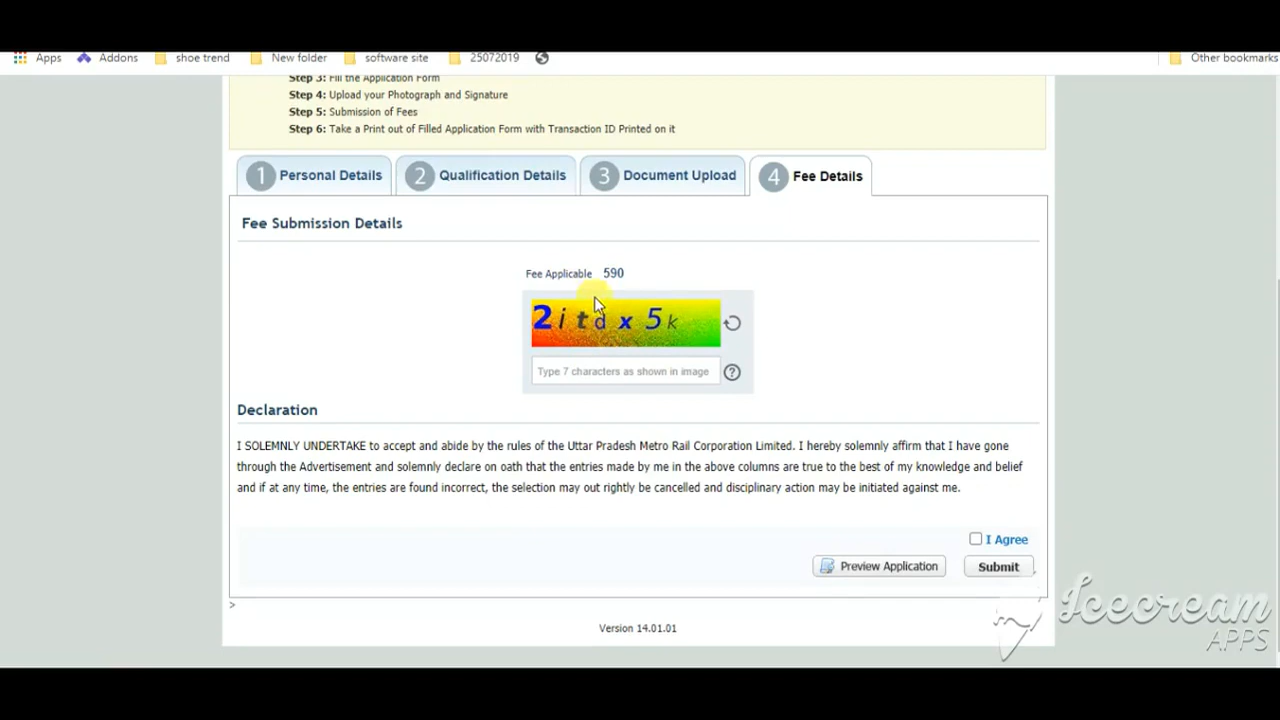 Apps Addons shoe trend New folder software site 25072019 Other bookmarks
Step 3: Fill the Application Form
Step 4: Upload your Photograph and Signature
Step 5: Submission of Fees
Step 6: Take a Print out of Filled Application Form with Transaction ID Printed on it
1 Personal Details 2 Qualification Details 3 Document Upload 4 Fee Details
Fee Submission Details
Fee Applicable 590
2 i t d x 5 k
Type 7 characters as shown in image ?
Declaration
I SOLEMNLY UNDERTAKE to accept and abide by the rules of the Uttar Pradesh Metro Rail Corporation Limited. I hereby solemnly affirm that I have gone
through the Advertisement and solemnly declare on oath that the entries made by me in the above columns are true to the best of my knowledge and belief
and if at any time, the entries are found incorrect, the selection may out rightly be cancelled and disciplinary action may be initiated against me.
I Agree
Preview Application Submit
>
Version 14.01.01
Icecream
APPS